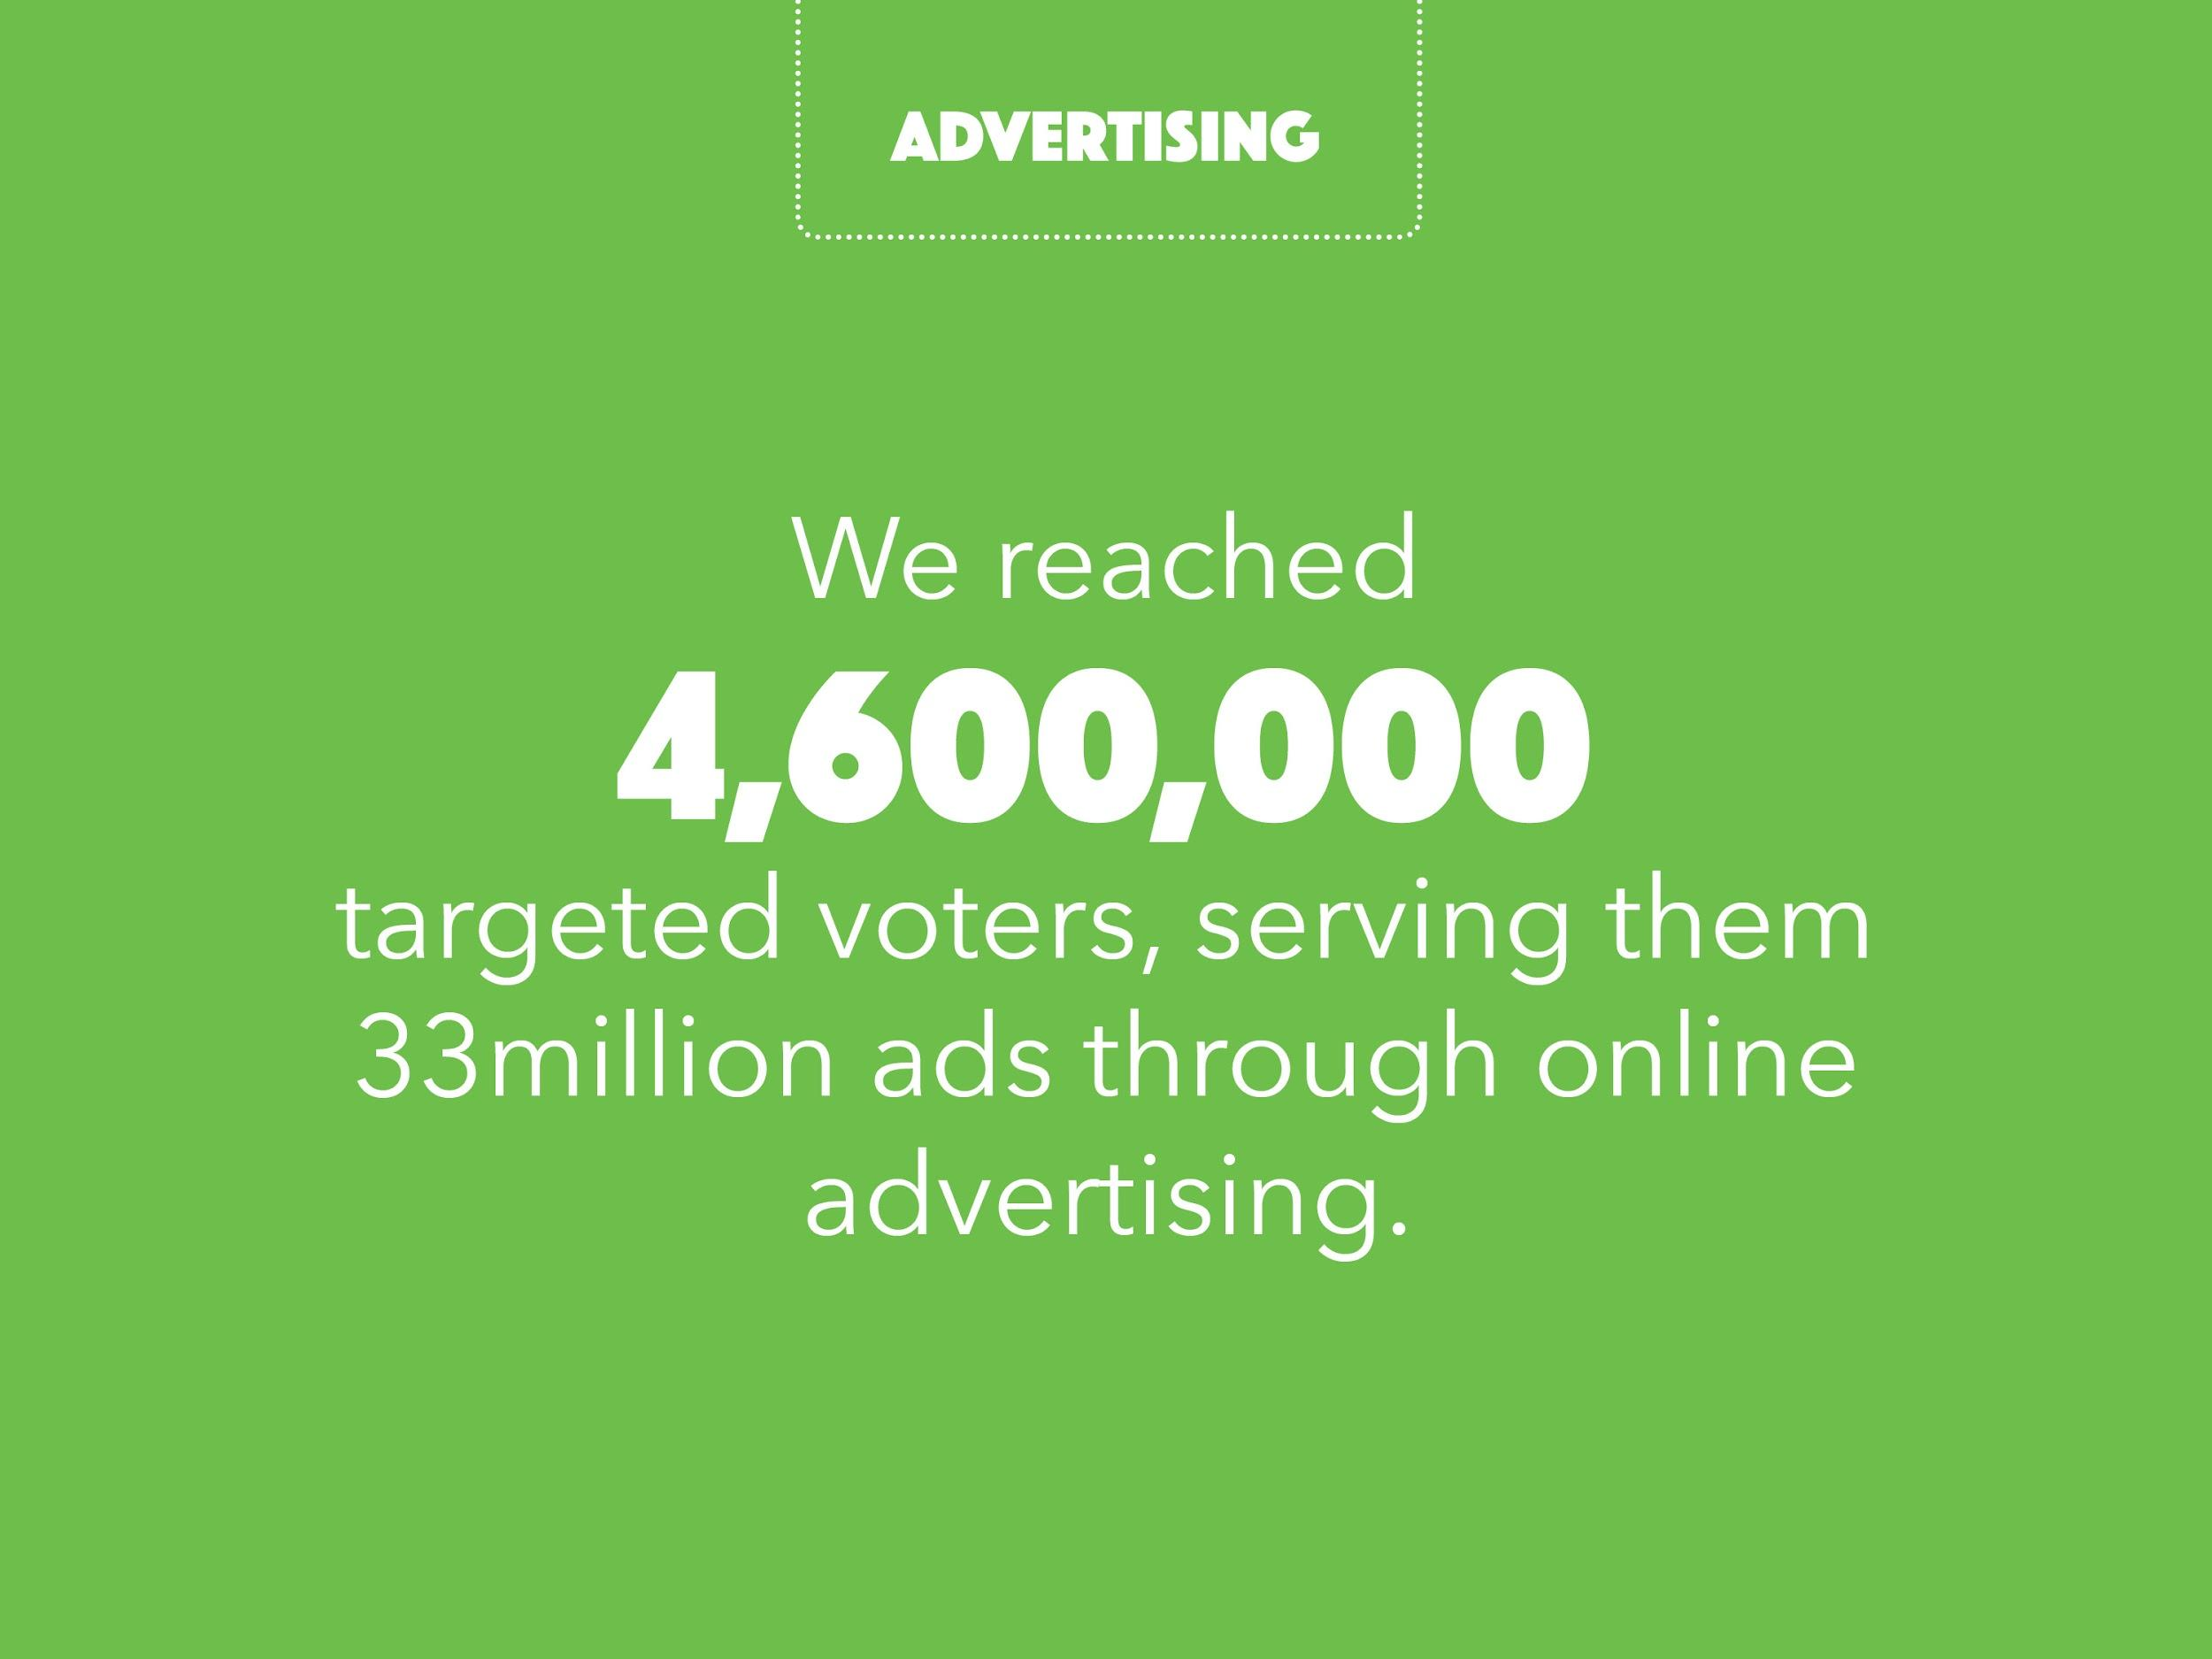 ADVERTISING
We reached
4,600,000
targeted voters, serving them
33million ads through online
advertising.